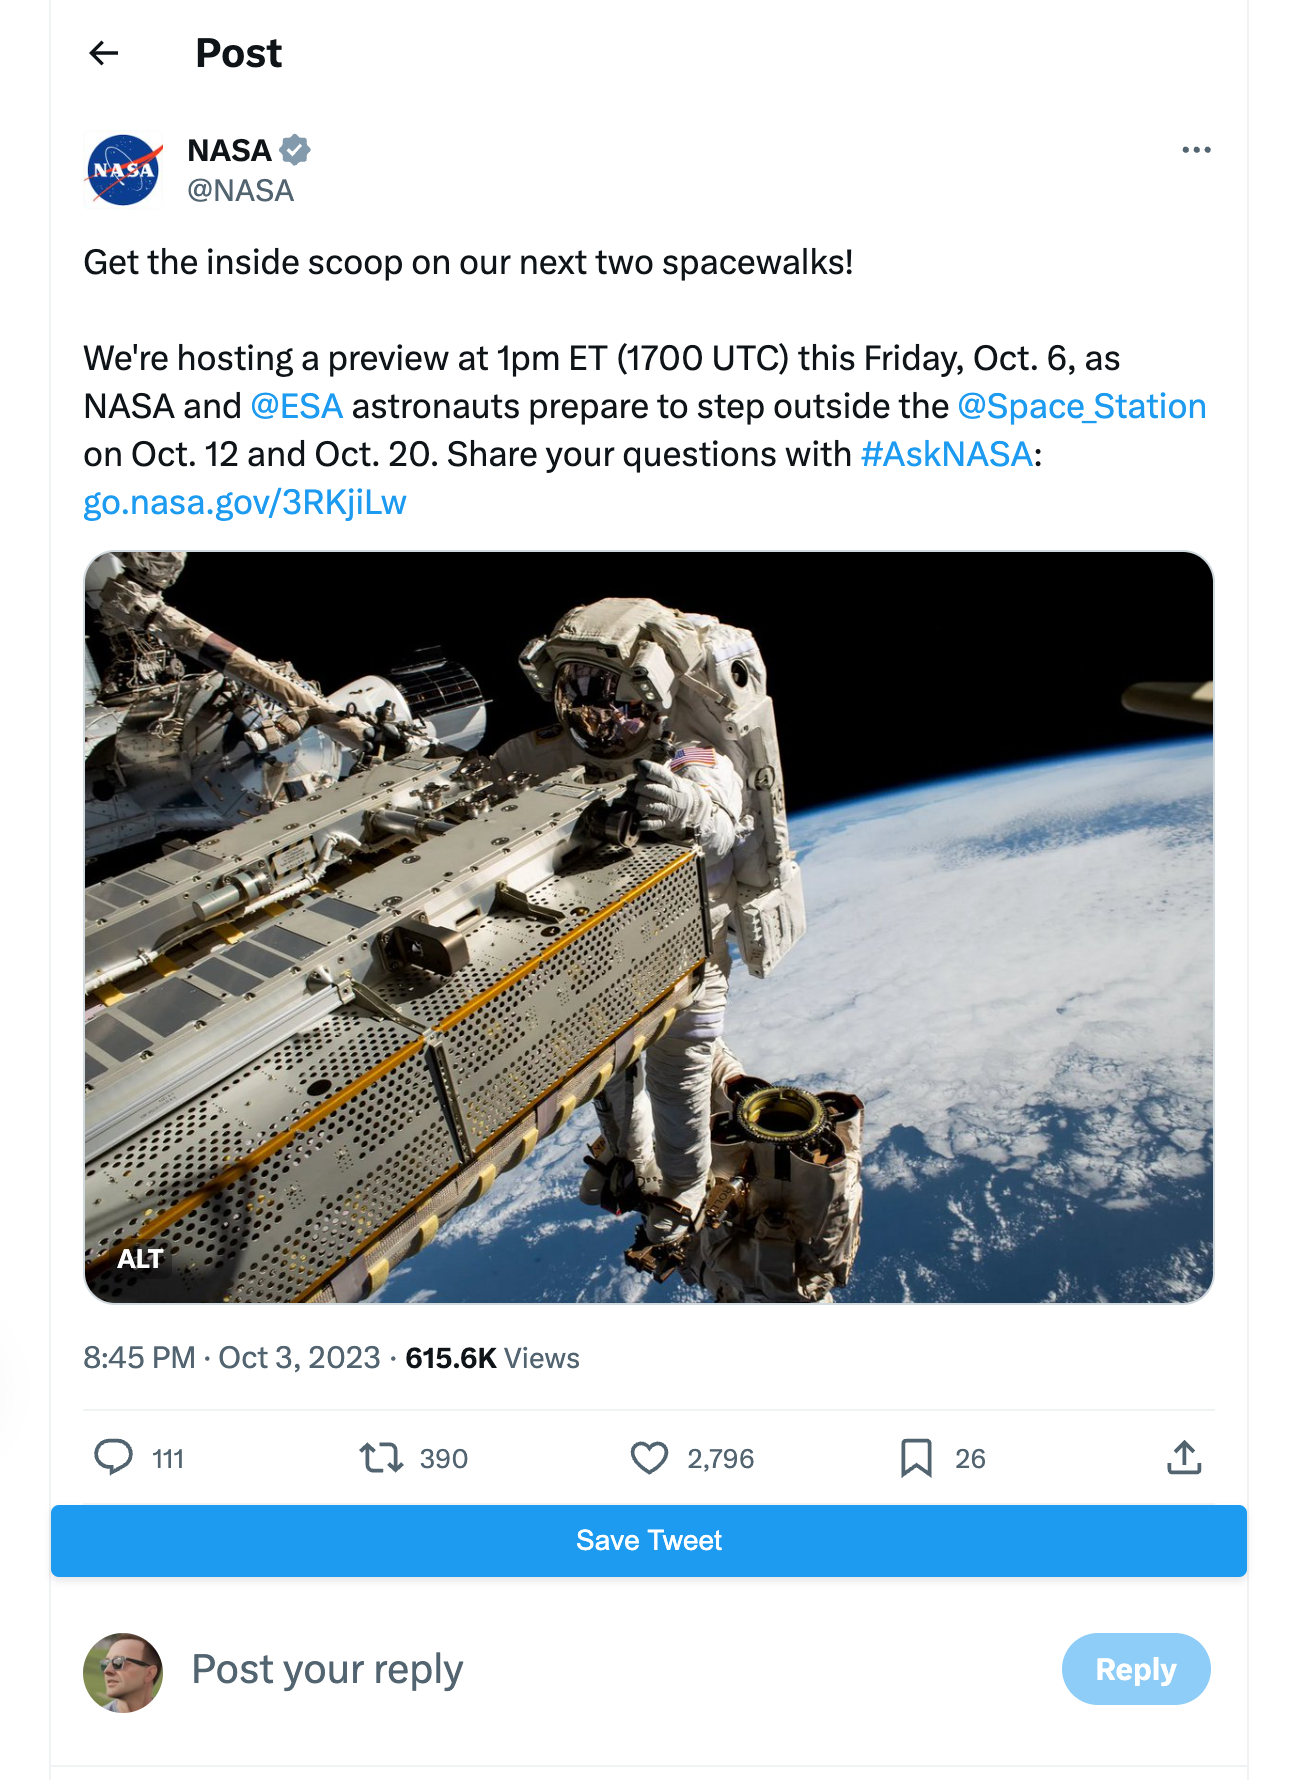 Post
NASA
NASA
@NASA
Get the inside scoop on our next two spacewalks!
We're hosting a preview at 1pm ET (1700 UTC) this Friday, Oct. 6, as
NASA and @ESA astronauts prepare to step outside the @Space_Station
on Oct. 12 and Oct. 20. Share your questions with #AskNASA:
go.nasa.gov/3RKjiLw
ALT
8:45 PM · Oct 3, 2023 · 615.6K Views
111 390 2,796 26
Save Tweet
Post your reply
Reply